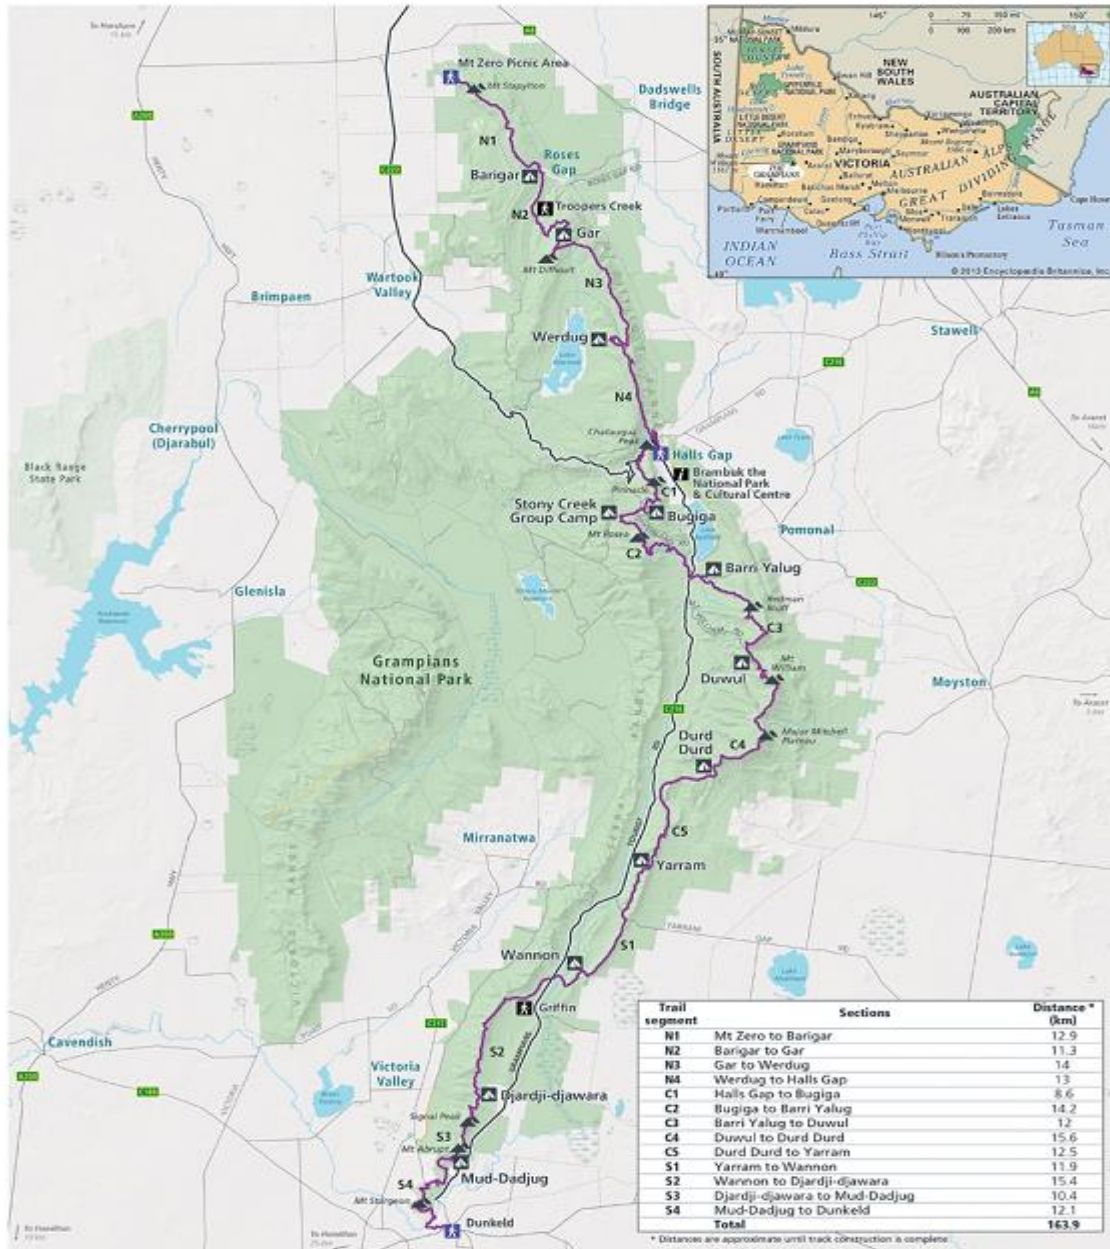 To Horsham
Mt Zero Picnic Area
Mt Stapylton
Dadswells
Bridge
N1
Roses
Gap
Barigar
N2
Troopers Creek
Gar
Mt Difficult
Wartook
Valley
N3
Brimpaen
Werdug
Stawell
N4
Cherrypool
(Djarabul)
Black Range
State Park
Halls Gap
Brambuk the
National Park
& Cultural Centre
Pinnacle
C1
Stony Creek
Group Camp
Bugiga
Mt Rosea
C2
Pomonal
Barri Yalug
Glenisla
Redman
Bluff
C3
Grampians
National Park
Duwul
Mt
William
Moyston
Durd
Durd
C4
Major Mitchell
Plateau
Mirranatwa
C5
Yarram
S1
Wannon
Griffin
S2
Cavendish
Victoria
Valley
Djardji-djawara
Signal Peak
S3
Mt Abrupt
Mud-Dadjug
S4
Mt Sturgeon
Dunkeld
To Hamilton
To Hamilton
NEW
SOUTH
WALES
SOUTH AUSTRALIA
AUSTRALIAN
CAPITAL
TERRITORY
VICTORIA
AUSTRALIAN ALPS
GREAT DIVIDING RANGE
INDIAN
OCEAN
Bass Strait
Tasman
Sea
© 2013 Encyclopædia Britannica, Inc.
Trail segment Sections Distance * (km)
N1 Mt Zero to Barigar 12.9
N2 Barigar to Gar 11.3
N3 Gar to Werdug 14
N4 Werdug to Halls Gap 13
C1 Halls Gap to Bugiga 8.6
C2 Bugiga to Barri Yalug 14.2
C3 Barri Yalug to Duwul 12
C4 Duwul to Durd Durd 15.6
C5 Durd Durd to Yarram 12.5
S1 Yarram to Wannon 11.9
S2 Wannon to Djardji-djawara 15.4
S3 Djardji-djawara to Mud-Dadjug 10.4
S4 Mud-Dadjug to Dunkeld 12.1
Total 163.9
* Distances are approximate until track construction is complete